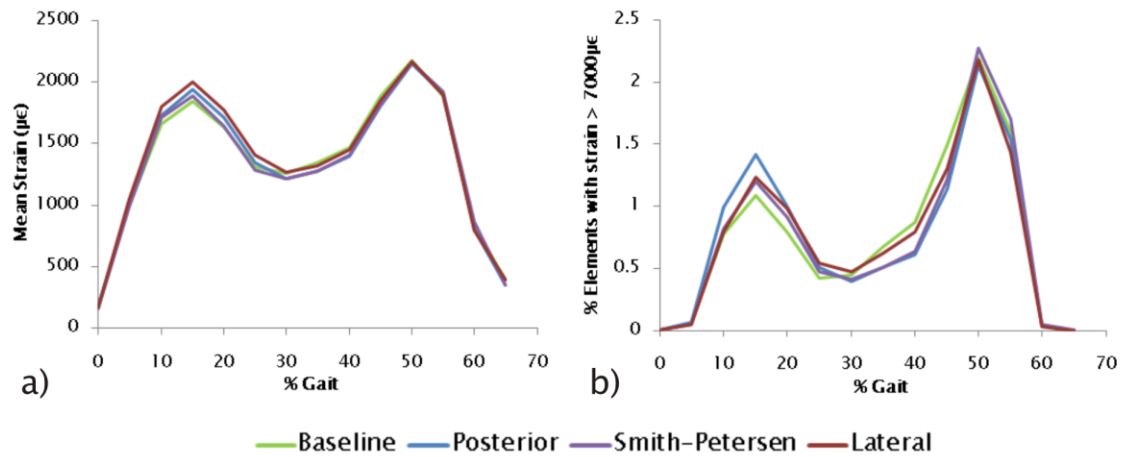 Mean Strain (µε)
2500
2000
1500
1000
500
0
0 10 20 30 40 50 60 70
% Gait
a)
% Elements with strain > 7000µε
2.5
2
1.5
1
0.5
0
0 10 20 30 40 50 60 70
% Gait
b)
Baseline Posterior Smith-Petersen Lateral